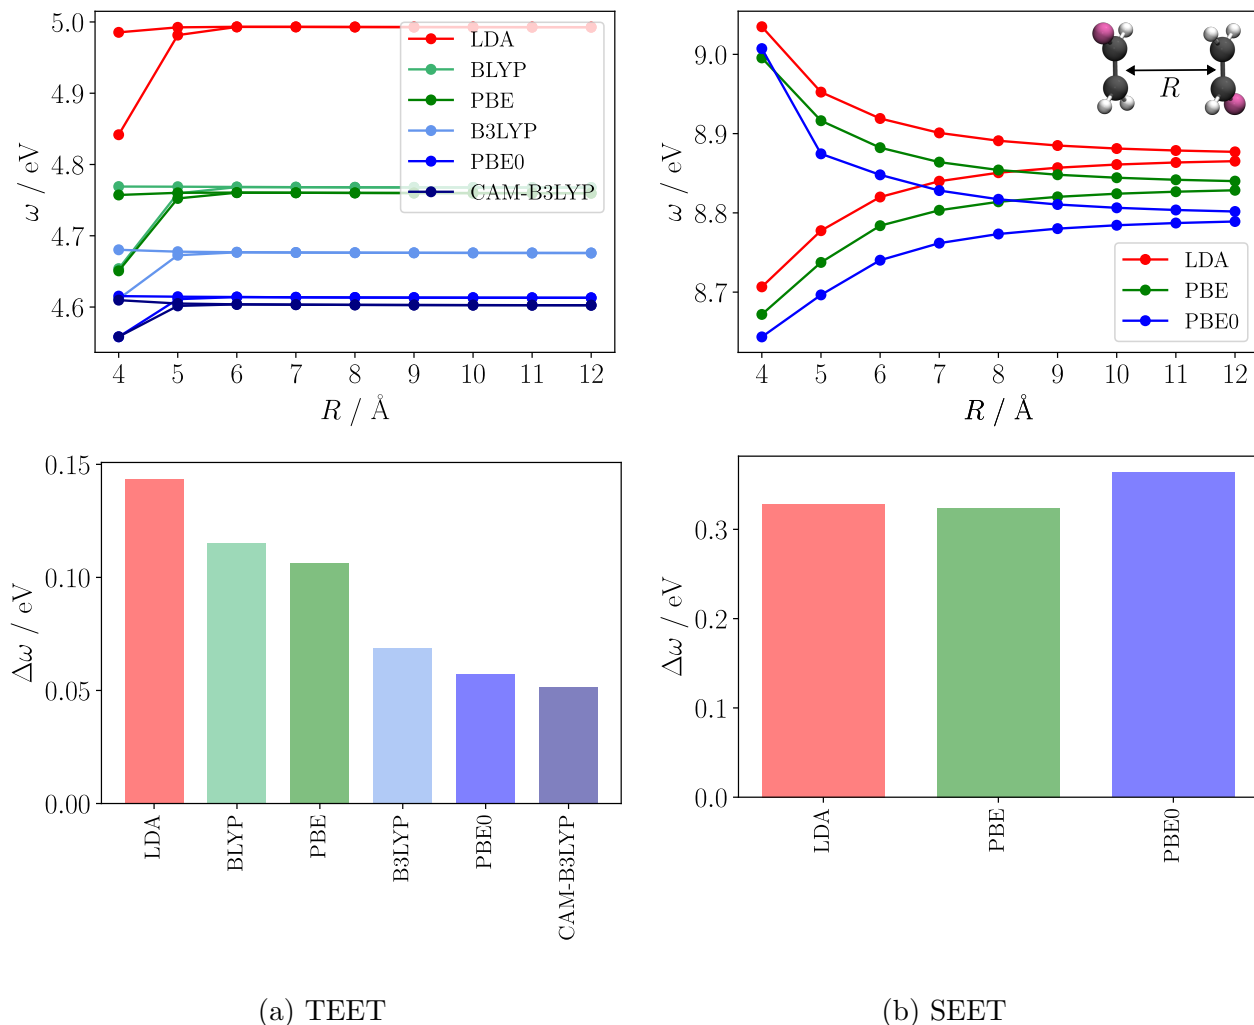 5.0
4.9
4.8
4.7
4.6
ω / eV
4 5 6 7 8 9 10 11 12
R / Å
LDA
BLYP
PBE
B3LYP
PBE0
CAM-B3LYP
9.0
8.9
8.8
8.7
ω / eV
4 5 6 7 8 9 10 11 12
R / Å
R
LDA
PBE
PBE0
0.15
0.10
0.05
0.00
Δω / eV
LDA
BLYP
PBE
B3LYP
PBE0
CAM-B3LYP
0.3
0.2
0.1
0.0
Δω / eV
LDA
PBE
PBE0
(a) TEET
(b) SEET